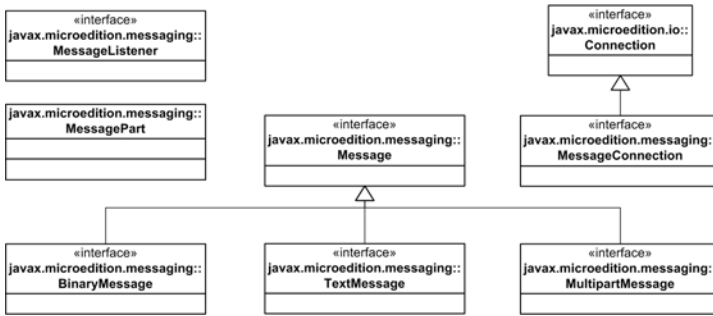 «interface»
javax.microedition.messaging::
MessageListener
«interface»
javax.microedition.io::
Connection
javax.microedition.messaging::
MessagePart
«interface»
javax.microedition.messaging::
Message
«interface»
javax.microedition.messaging::
MessageConnection
«interface»
javax.microedition.messaging::
BinaryMessage
«interface»
javax.microedition.messaging::
TextMessage
«interface»
javax.microedition.messaging::
MultipartMessage